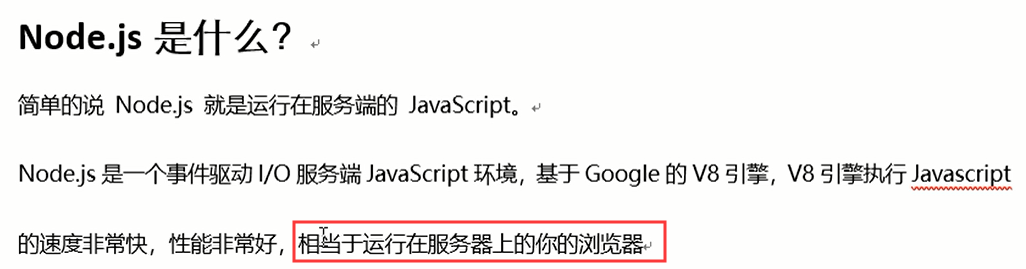 Node.js 是什么？
简单的说 Node.js 就是运行在服务端的 JavaScript。
Node.js 是一个事件驱动 I/O 服务端 JavaScript 环境，基于 Google 的 V8 引擎，V8 引擎执行 Javascript
的速度非常快，性能非常好，相当于运行在服务器上的你的浏览器